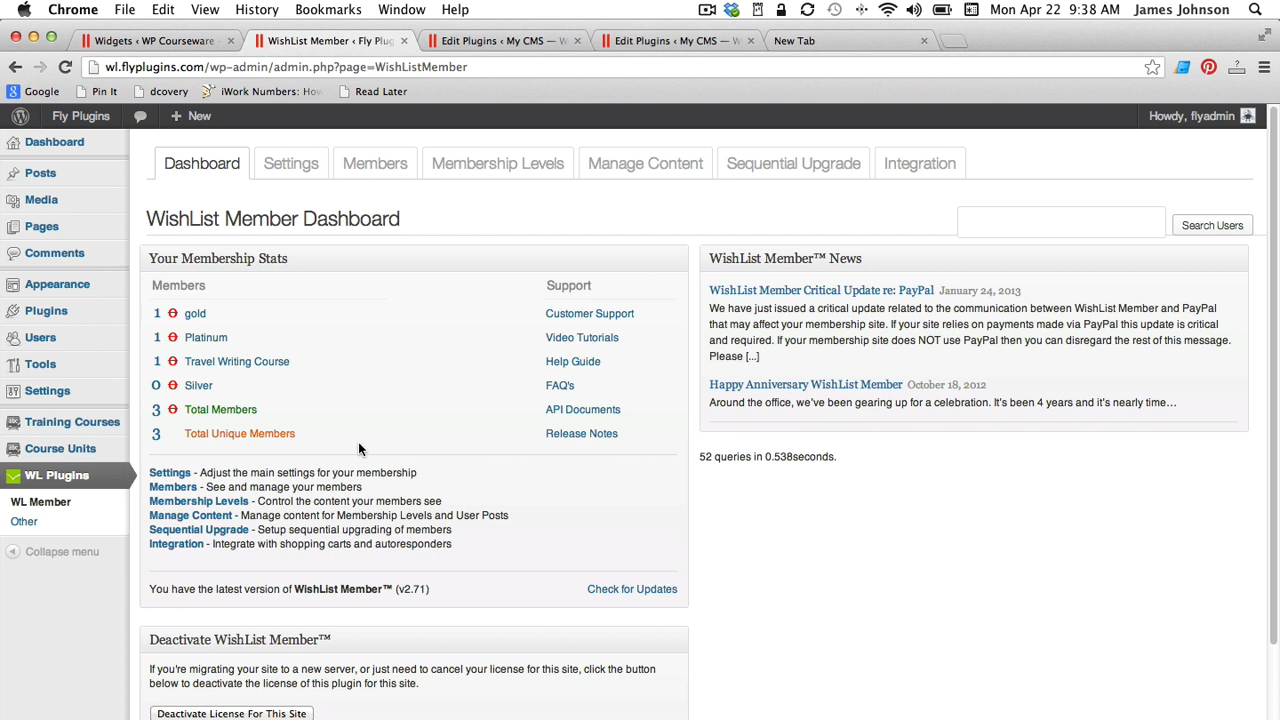 Chrome File Edit View History Bookmarks Window Help Mon Apr 22 9:38 AM James Johnson
Widgets ‹ WP Courseware WishList Member ‹ Fly Plug Edit Plugins ‹ My CMS — W Edit Plugins ‹ My CMS — W New Tab
wl.flyplugins.com/wp-admin/admin.php?page=WishListMember
Google Pin It dcovery iWork Numbers: How Read Later
Fly Plugins New Howdy, flyadmin
Dashboard
Posts
Media
Pages
Comments
Appearance
Plugins
Users
Tools
Settings
Training Courses
Course Units
WL Plugins
WL Member
Other
Collapse menu
Dashboard Settings Members Membership Levels Manage Content Sequential Upgrade Integration
WishList Member Dashboard
Search Users
Your Membership Stats
Members Support
1 gold Customer Support
1 Platinum Video Tutorials
1 Travel Writing Course Help Guide
0 Silver FAQ's
3 Total Members API Documents
3 Total Unique Members Release Notes
Settings - Adjust the main settings for your membership
Members - See and manage your members
Membership Levels - Control the content your members see
Manage Content - Manage content for Membership Levels and User Posts
Sequential Upgrade - Setup sequential upgrading of members
Integration - Integrate with shopping carts and autoresponders
You have the latest version of WishList Member™ (v2.71) Check for Updates
Deactivate WishList Member™
If you're migrating your site to a new server, or just need to cancel your license for this site, click the button
below to deactivate the license of this plugin for this site.
Deactivate License For This Site
WishList Member™ News
WishList Member Critical Update re: PayPal January 24, 2013
We have just issued a critical update related to the communication between WishList Member and PayPal
that may affect your membership site. If your site relies on payments made via PayPal this update is critical
and required. If your membership site does NOT use PayPal then you can disregard the rest of this message.
Please [...]
Happy Anniversary WishList Member October 18, 2012
Around the office, we've been gearing up for a celebration. It's been 4 years and it's nearly time…
52 queries in 0.538seconds.